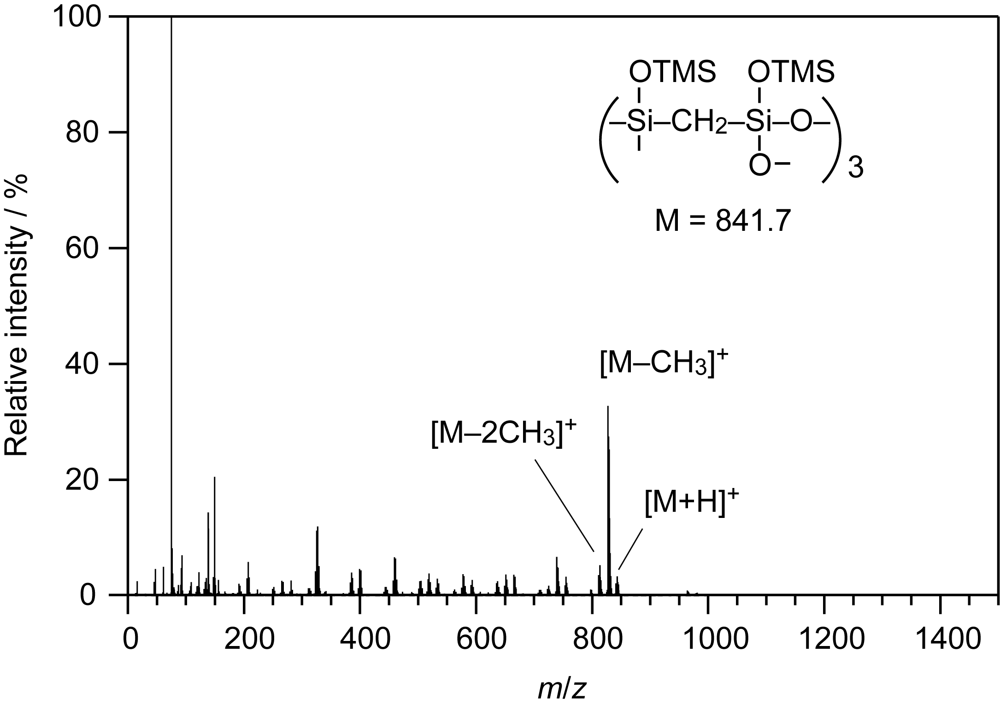 100
80
60
40
20
0
Relative intensity / %
OTMS OTMS
–Si–CH2–Si–O–
O–
3
M = 841.7
[M–CH3]+
[M–2CH3]+
[M+H]+
0 200 400 600 800 1000 1200 1400
m/z